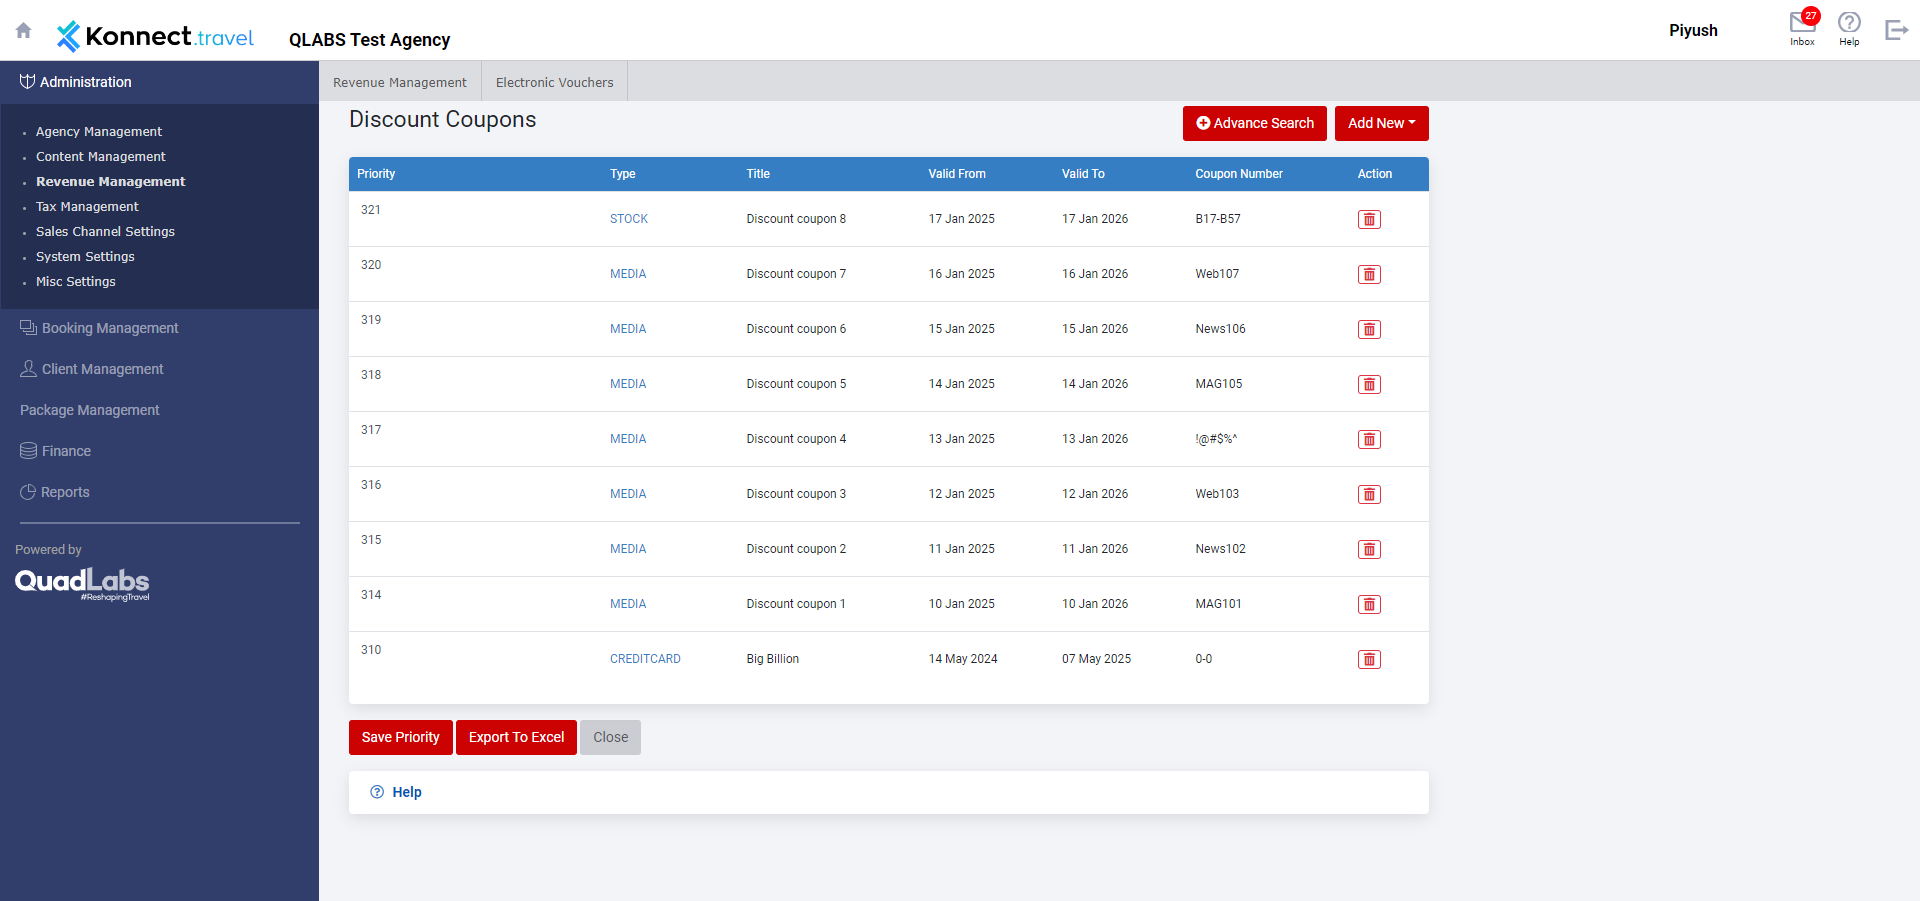 Konnect.travel
QLABS Test Agency
Piyush
27
Inbox
Help
Administration
Agency Management
Content Management
Revenue Management
Tax Management
Sales Channel Settings
System Settings
Misc Settings
Booking Management
Client Management
Package Management
Finance
Reports
Powered by
QuadLabs
#ReshapingTravel
Revenue Management
Electronic Vouchers
Discount Coupons
Advance Search
Add New
Priority Type Title Valid From Valid To Coupon Number Action
321 STOCK Discount coupon 8 17 Jan 2025 17 Jan 2026 B17-B57
320 MEDIA Discount coupon 7 16 Jan 2025 16 Jan 2026 Web107
319 MEDIA Discount coupon 6 15 Jan 2025 15 Jan 2026 News106
318 MEDIA Discount coupon 5 14 Jan 2025 14 Jan 2026 MAG105
317 MEDIA Discount coupon 4 13 Jan 2025 13 Jan 2026 !@#$%^
316 MEDIA Discount coupon 3 12 Jan 2025 12 Jan 2026 Web103
315 MEDIA Discount coupon 2 11 Jan 2025 11 Jan 2026 News102
314 MEDIA Discount coupon 1 10 Jan 2025 10 Jan 2026 MAG101
310 CREDITCARD Big Billion 14 May 2024 07 May 2025 0-0
Save Priority
Export To Excel
Close
Help